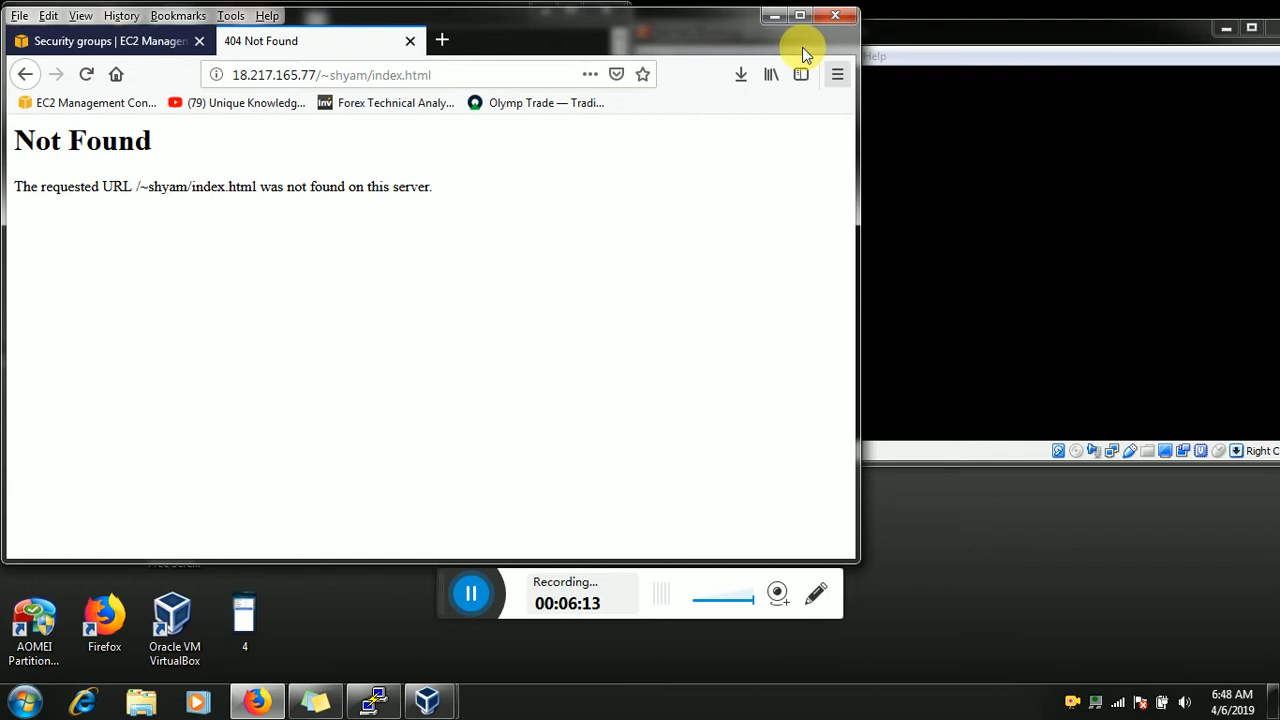 File Edit View History Bookmarks Tools Help
Security groups | EC2 Managem
404 Not Found
18.217.165.77/~shyam/index.html
EC2 Management Con...
(79) Unique Knowledg...
Inv Forex Technical Analy...
Olymp Trade — Tradi...
Help
Not Found
The requested URL /~shyam/index.html was not found on this server.
Right C
Recording...
00:06:13
AOMEI
Partition...
Firefox
Oracle VM
VirtualBox
4
6:48 AM
4/6/2019